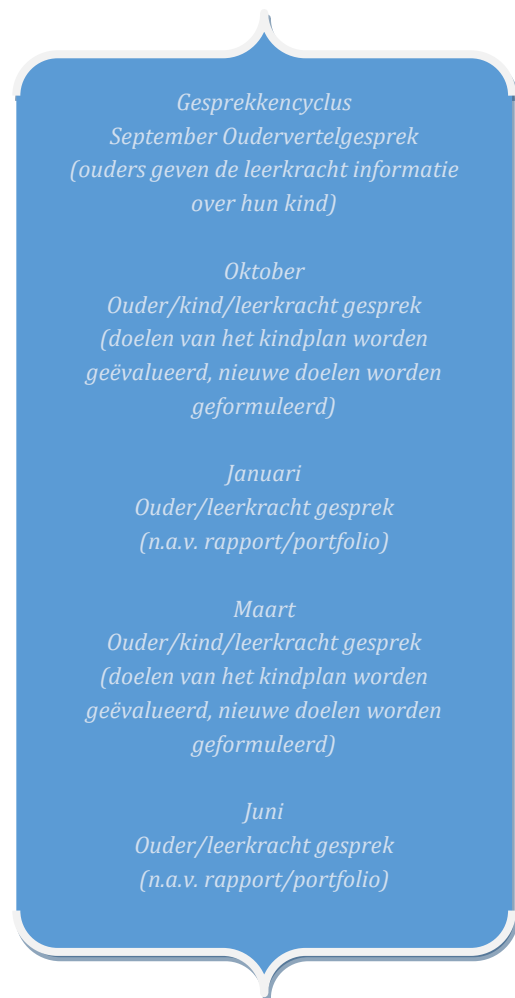 Gesprekkencyclus
September Oudervertelgesprek
(ouders geven de leerkracht informatie
over hun kind)
Oktober
Ouder/kind/leerkracht gesprek
(doelen van het kindplan worden
geëvalueerd, nieuwe doelen worden
geformuleerd)
Januari
Ouder/leerkracht gesprek
(n.a.v. rapport/portfolio)
Maart
Ouder/kind/leerkracht gesprek
(doelen van het kindplan worden
geëvalueerd, nieuwe doelen worden
geformuleerd)
Juni
Ouder/leerkracht gesprek
(n.a.v. rapport/portfolio)